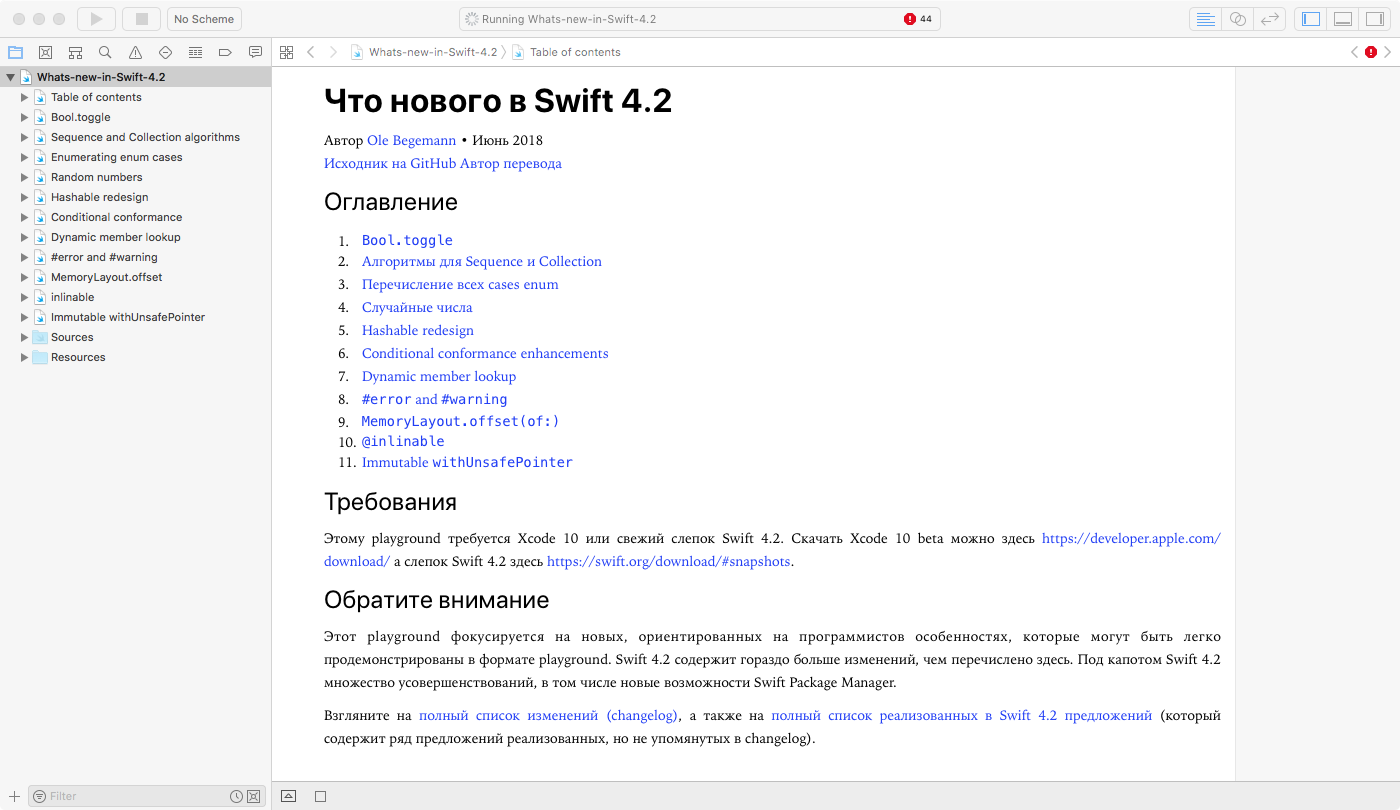 No Scheme
Running Whats-new-in-Swift-4.2
44
Whats-new-in-Swift-4.2
Table of contents
Whats-new-in-Swift-4.2
Table of contents
Bool.toggle
Sequence and Collection algorithms
Enumerating enum cases
Random numbers
Hashable redesign
Conditional conformance
Dynamic member lookup
#error and #warning
MemoryLayout.offset
inlinable
Immutable withUnsafePointer
Sources
Resources
Filter
Что нового в Swift 4.2
Автор Ole Begemann • Июнь 2018
Исходник на GitHub Автор перевода
Оглавление
1. Bool.toggle
2. Алгоритмы для Sequence и Collection
3. Перечисление всех cases enum
4. Случайные числа
5. Hashable redesign
6. Conditional conformance enhancements
7. Dynamic member lookup
8. #error and #warning
9. MemoryLayout.offset(of:)
10. @inlinable
11. Immutable withUnsafePointer
Требования
Этому playground требуется Xcode 10 или свежий слепок Swift 4.2. Скачать Xcode 10 beta можно здесь https://developer.apple.com/
download/ а слепок Swift 4.2 здесь https://swift.org/download/#snapshots.
Обратите внимание
Этот playground фокусируется на новых, ориентированных на программистов особенностях, которые могут быть легко
продемонстрированы в формате playground. Swift 4.2 содержит гораздо больше изменений, чем перечислено здесь. Под капотом Swift 4.2
множество усовершенствований, в том числе новые возможности Swift Package Manager.
Взгляните на полный список изменений (changelog), а также на полный список реализованных в Swift 4.2 предложений (который
содержит ряд предложений реализованных, но не упомянутых в changelog).